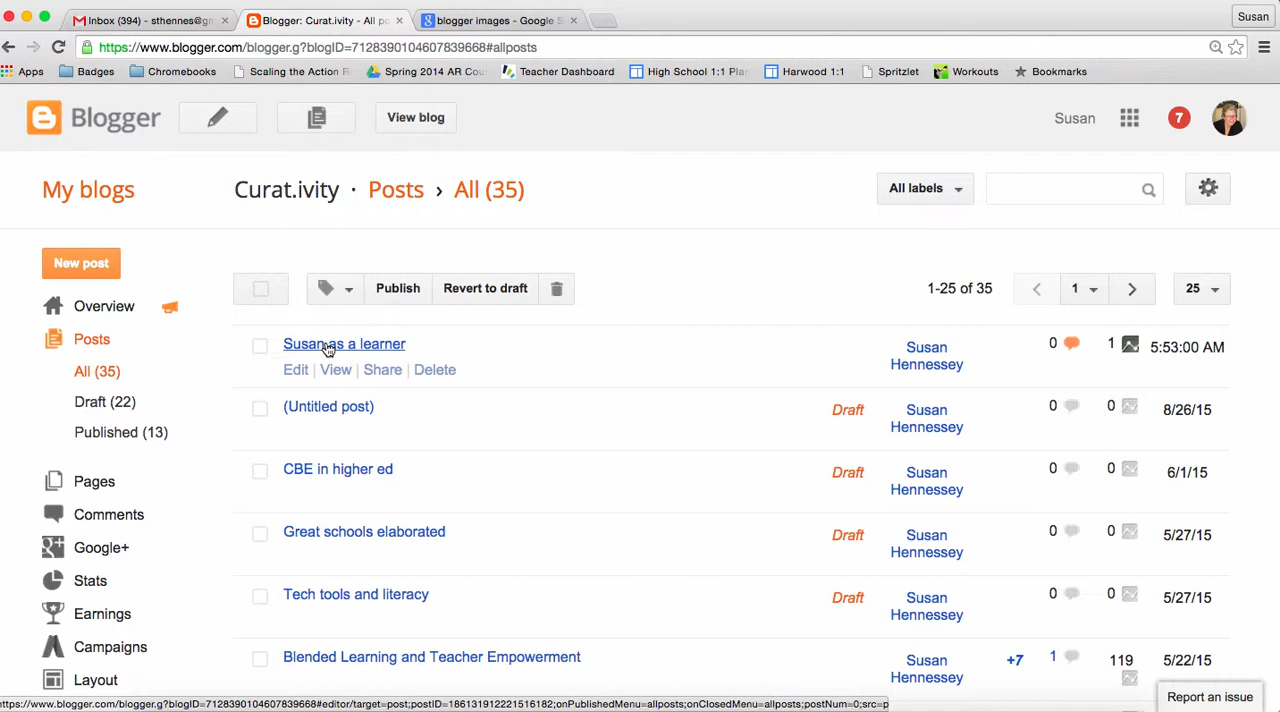 Inbox (394) - sthennes@gm
Blogger: Curat.ivity - All po
blogger images - Google S
Susan
https://www.blogger.com/blogger.g?blogID=7128390104607839668#allposts
Apps
Badges
Chromebooks
Scaling the Action R
Spring 2014 AR Cou
Teacher Dashboard
High School 1:1 Pla
Harwood 1:1
Spritzlet
Workouts
Bookmarks
Blogger
View blog
Susan
7
My blogs
Curat.ivity · Posts › All (35)
All labels
New post
Publish
Revert to draft
1-25 of 35
1
25
Overview
Posts
All (35)
Draft (22)
Published (13)
Pages
Comments
Google+
Stats
Earnings
Campaigns
Layout
Susan as a learner
Edit | View | Share | Delete
Susan
Hennessey
0
1
5:53:00 AM
(Untitled post)
Draft
Susan
Hennessey
0
0
8/26/15
CBE in higher ed
Draft
Susan
Hennessey
0
0
6/1/15
Great schools elaborated
Draft
Susan
Hennessey
0
0
5/27/15
Tech tools and literacy
Draft
Susan
Hennessey
0
0
5/27/15
Blended Learning and Teacher Empowerment
Susan
Hennessey
+7
1
119
5/22/15
Report an issue
https://www.blogger.com/blogger.g?blogID=7128390104607839668#editor/target=post;postID=186131912221516182;onPublishedMenu=allposts;onClosedMenu=allposts;postNum=0;src=p